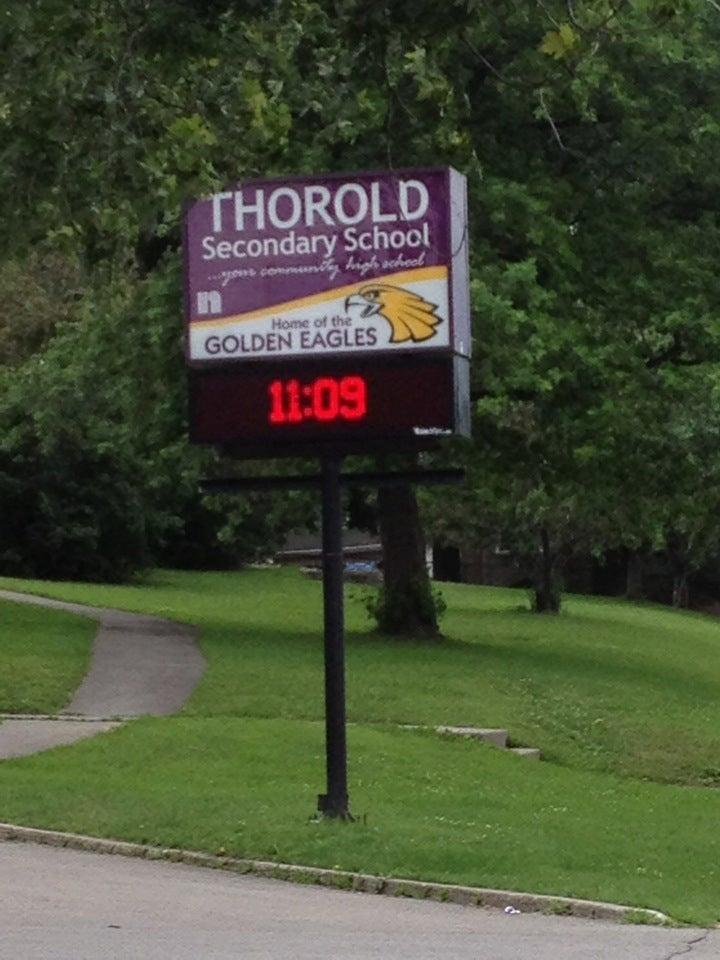 THOROLD
Secondary School
...your community high school
Home of the
GOLDEN EAGLES
11:09